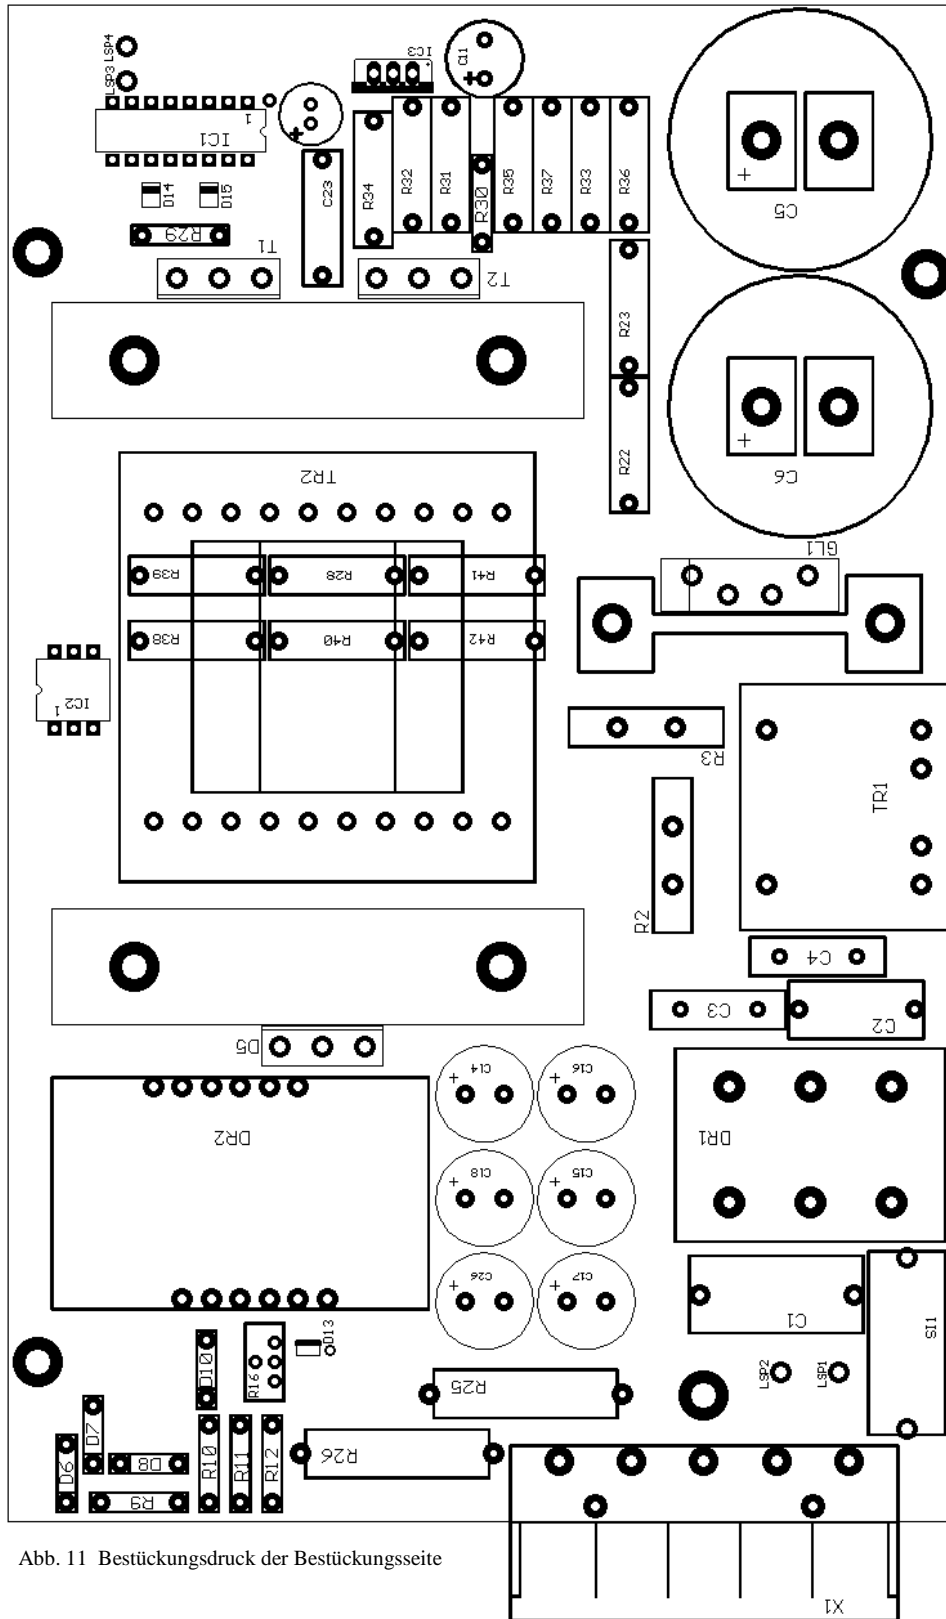 LSP4
LSP3
IC3
C11
1
IC1
D14
D15
R29
T1
C23
R34
R32
R31
R30
R35
R37
R33
R36
+
C5
T2
R23
+
C6
R22
TR2
GL1
R39
R28
R41
R38
R40
R42
IC2
1
R3
TR1
R2
C4
C3
C2
D5
C14
+
C16
+
DR2
DR1
C18
+
C15
+
C26
+
C17
+
C1
SI1
D13
D10
R16
LSP2
LSP1
R25
D7
D6
D8
R10
R11
R12
R26
R9
Abb. 11 Bestückungsdruck der Bestückungsseite
X1